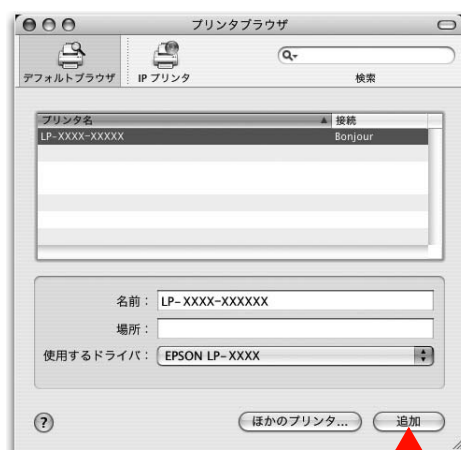 プリンタブラウザ
デフォルトブラウザ
IP プリンタ
検索
プリンタ名 接続
LP-XXXX-XXXXX Bonjour
名前： LP-XXXX-XXXXXX
場所：
使用するドライバ： EPSON LP-XXXX
? ほかのプリンタ... 追加